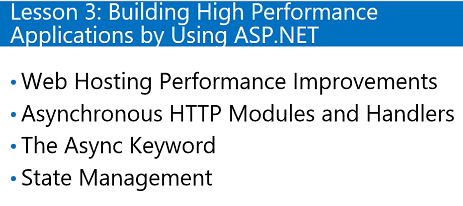 Lesson 3: Building High Performance
Applications by Using ASP.NET
• Web Hosting Performance Improvements
• Asynchronous HTTP Modules and Handlers
• The Async Keyword
• State Management